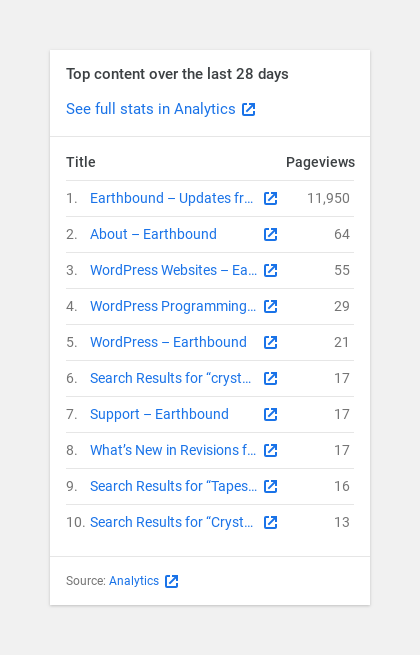 Top content over the last 28 days
See full stats in Analytics
Title Pageviews
1. Earthbound – Updates fr... 11,950
2. About – Earthbound 64
3. WordPress Websites – Ea... 55
4. WordPress Programming... 29
5. WordPress – Earthbound 21
6. Search Results for “cryst... 17
7. Support – Earthbound 17
8. What’s New in Revisions f... 17
9. Search Results for “Tapes... 16
10. Search Results for “Cryst... 13
Source: Analytics